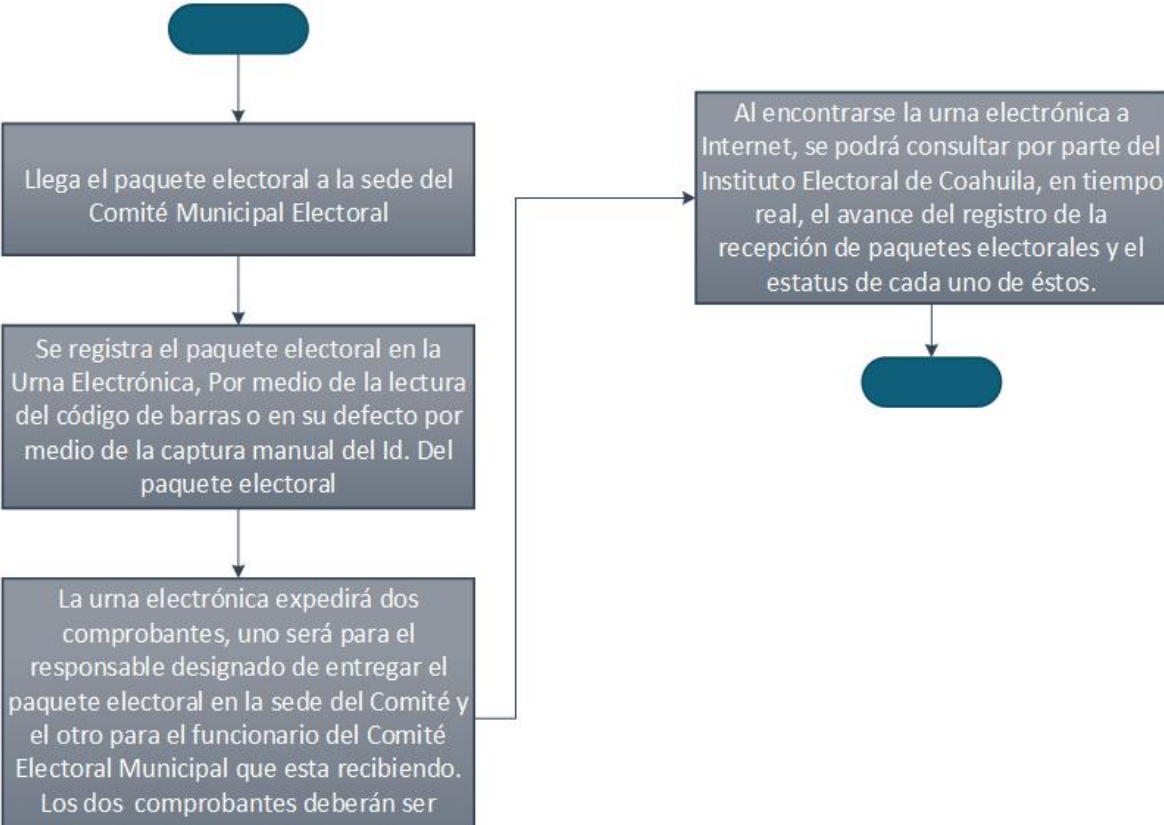 Llega el paquete electoral a la sede del
Comité Municipal Electoral
Se registra el paquete electoral en la
Urna Electrónica, Por medio de la lectura
del código de barras o en su defecto por
medio de la captura manual del Id. Del
paquete electoral
La urna electrónica expedirá dos
comprobantes, uno será para el
responsable designado de entregar el
paquete electoral en la sede del Comité y
el otro para el funcionario del Comité
Electoral Municipal que esta recibiendo.
Los dos comprobantes deberán ser
Al encontrarse la urna electrónica a
Internet, se podrá consultar por parte del
Instituto Electoral de Coahuila, en tiempo
real, el avance del registro de la
recepción de paquetes electorales y el
estatus de cada uno de éstos.